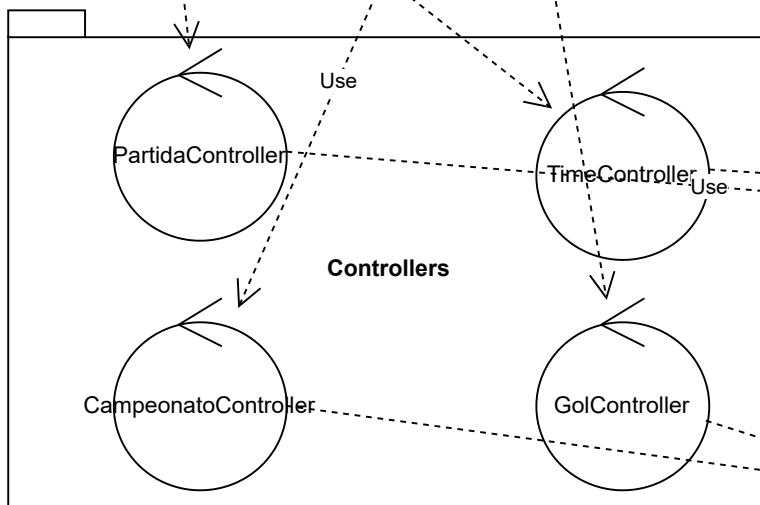 Use
PartidaController
TimeController
Use
Controllers
CampeonatoController
GolController